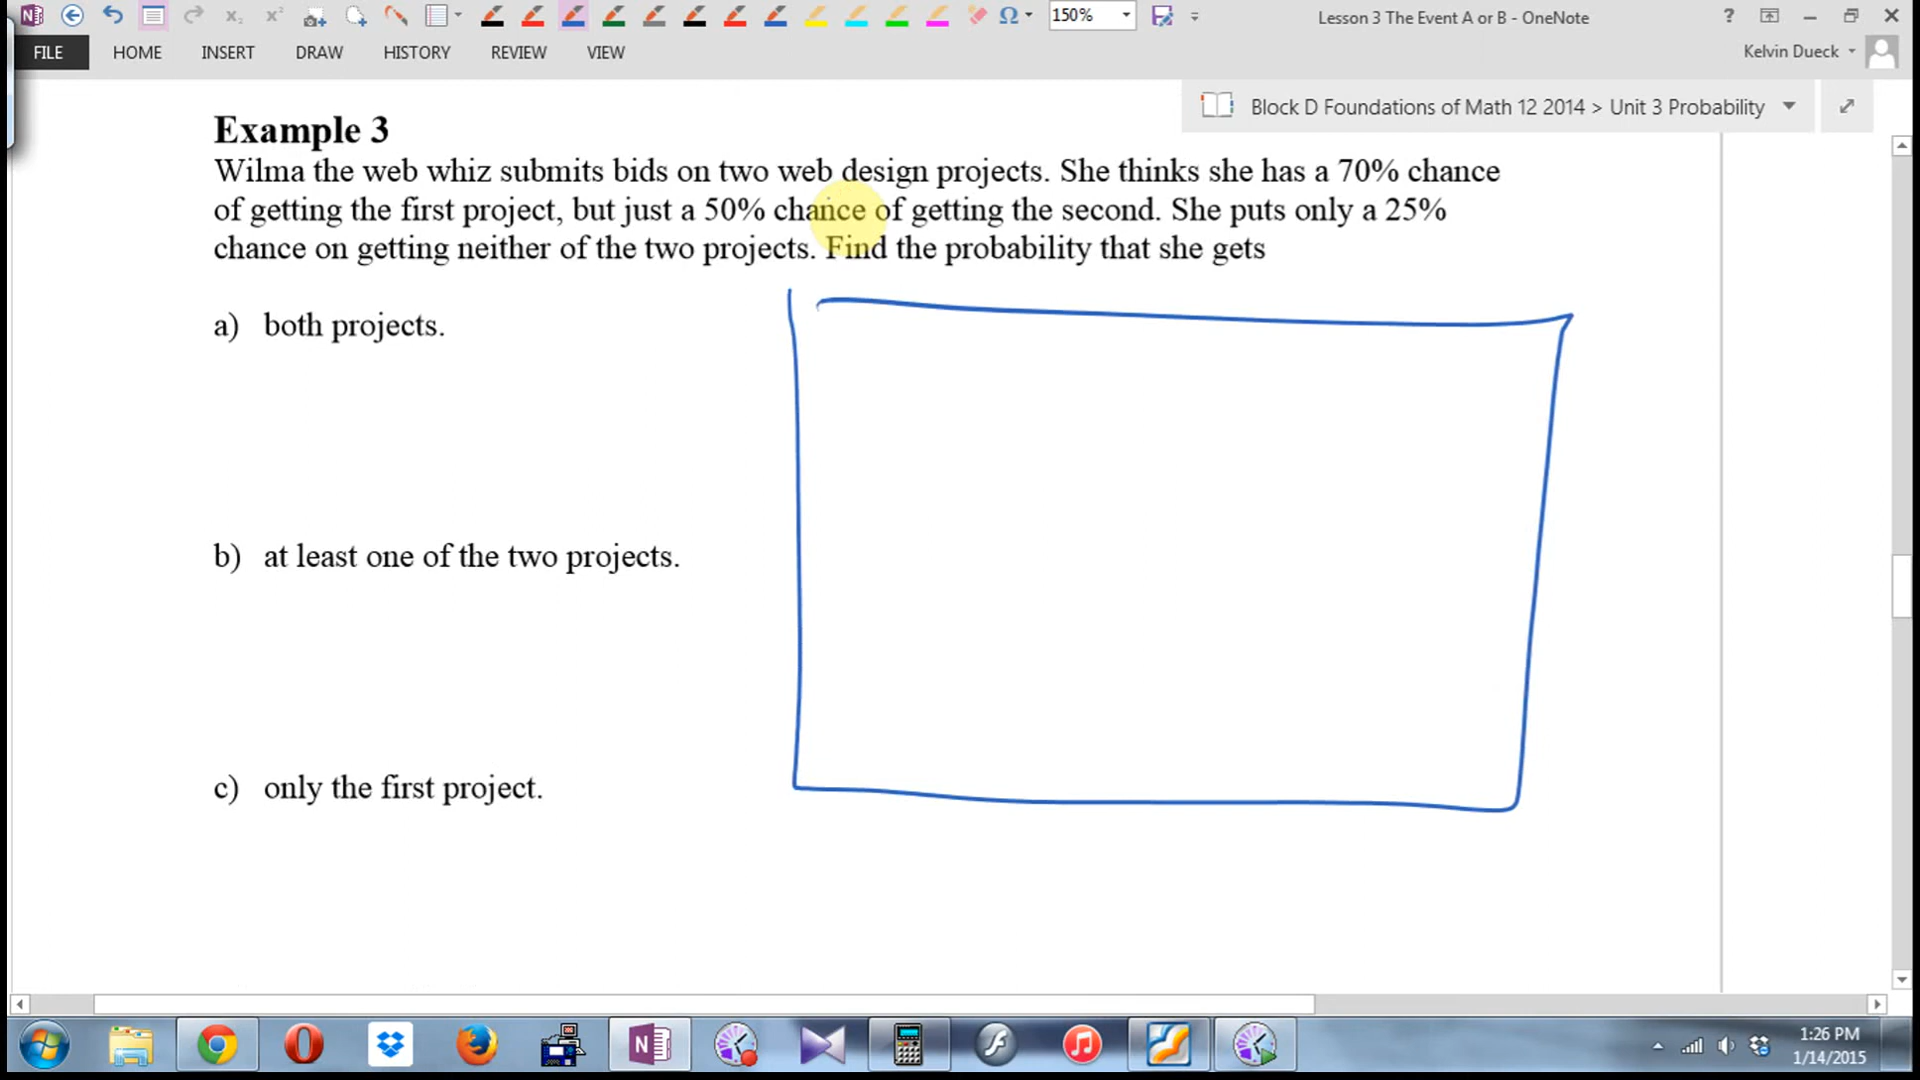 150%
Lesson 3 The Event A or B - OneNote
?
FILE
HOME
INSERT
DRAW
HISTORY
REVIEW
VIEW
Kelvin Dueck
Block D Foundations of Math 12 2014 > Unit 3 Probability
Example 3
Wilma the web whiz submits bids on two web design projects. She thinks she has a 70% chance
of getting the first project, but just a 50% chance of getting the second. She puts only a 25%
chance on getting neither of the two projects. Find the probability that she gets
a) both projects.
b) at least one of the two projects.
c) only the first project.
1:26 PM
1/14/2015